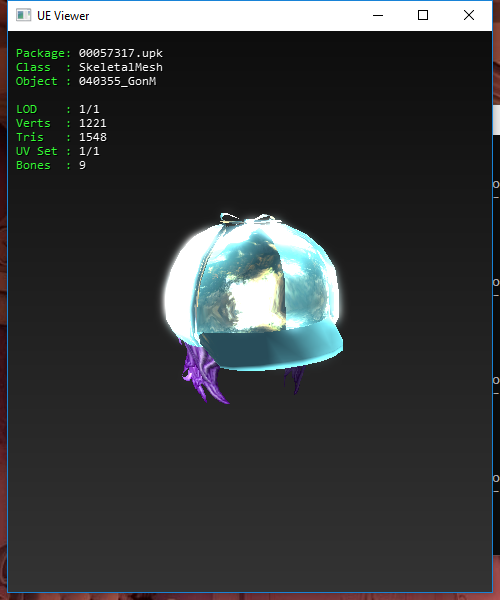 UE Viewer
Package: 00057317.upk
Class  : SkeletalMesh
Object : 040355_GonM
LOD    : 1/1
Verts  : 1221
Tris   : 1548
UV Set : 1/1
Bones  : 9